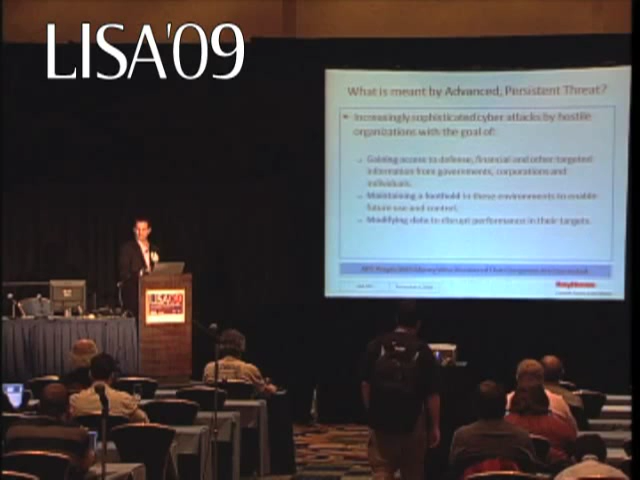 LISA'09
What is meant by Advanced, Persistent Threat?
Increasingly sophisticated cyber attacks by hostile
organizations with the goal of:
Gaining access to defense, financial and other targeted
information from governments, corporations and
individuals.
Maintaining a foothold in these environments to enable
future use and control.
Modifying data to disrupt performance in their targets.
Raytheon
LISA'09